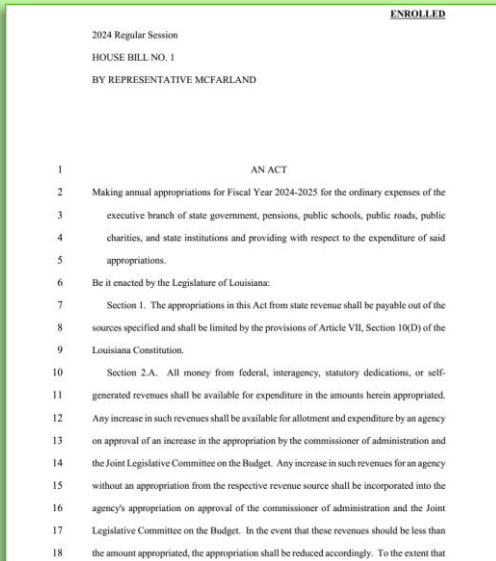 ENROLLED
2024 Regular Session
HOUSE BILL NO. 1
BY REPRESENTATIVE MCFARLAND
1 AN ACT
2 Making annual appropriations for Fiscal Year 2024-2025 for the ordinary expenses of the
3 executive branch of state government, pensions, public schools, public roads, public
4 charities, and state institutions and providing with respect to the expenditure of said
5 appropriations.
6 Be it enacted by the Legislature of Louisiana:
7 Section 1. The appropriations in this Act from state revenue shall be payable out of the
8 sources specified and shall be limited by the provisions of Article VII, Section 10(D) of the
9 Louisiana Constitution.
10 Section 2.A. All money from federal, interagency, statutory dedications, or self-
11 generated revenues shall be available for expenditure in the amounts herein appropriated.
12 Any increase in such revenues shall be available for allotment and expenditure by an agency
13 on approval of an increase in the appropriation by the commissioner of administration and
14 the Joint Legislative Committee on the Budget. Any increase in such revenues for an agency
15 without an appropriation from the respective revenue source shall be incorporated into the
16 agency's appropriation on approval of the commissioner of administration and the Joint
17 Legislative Committee on the Budget. In the event that these revenues should be less than
18 the amount appropriated, the appropriation shall be reduced accordingly. To the extent that